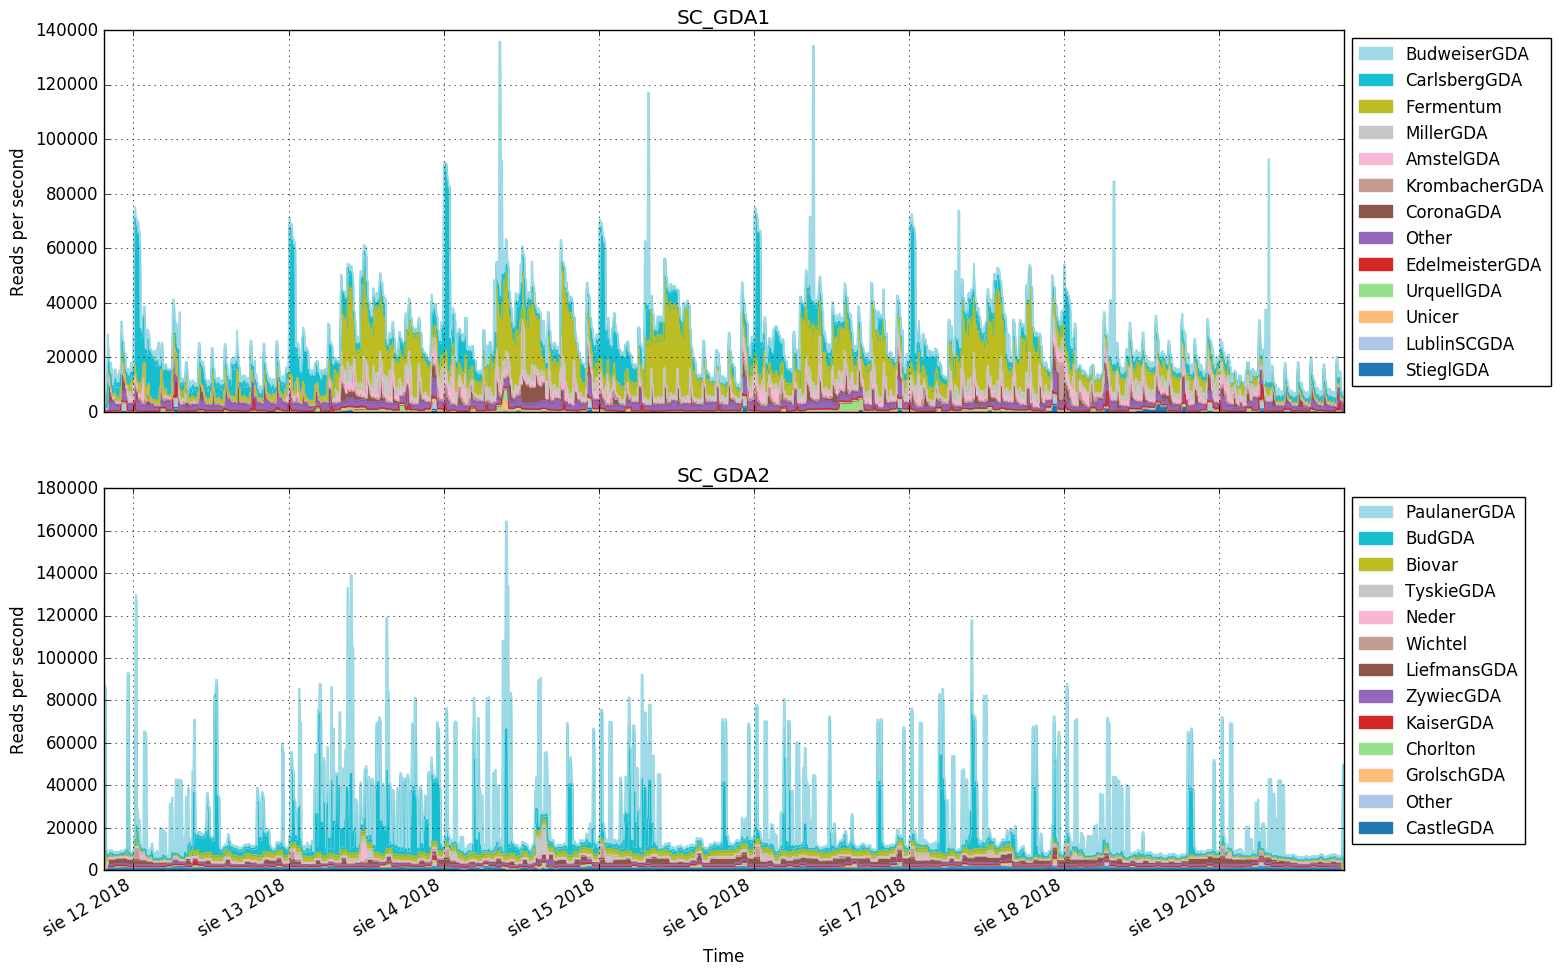 SC_GDA1
140000
120000
100000
80000
60000
40000
20000
0
Reads per second
BudweiserGDA
CarlsbergGDA
Fermentum
MillerGDA
AmstelGDA
KrombacherGDA
CoronaGDA
Other
EdelmeisterGDA
UrquellGDA
Unicer
LublinSCGDA
StieglGDA
SC_GDA2
180000
160000
140000
120000
100000
80000
60000
40000
20000
0
Reads per second
PaulanerGDA
BudGDA
Biovar
TyskieGDA
Neder
Wichtel
LiefmansGDA
ZywiecGDA
KaiserGDA
Chorlton
GrolschGDA
Other
CastleGDA
sie 12 2018
sie 13 2018
sie 14 2018
sie 15 2018
sie 16 2018
sie 17 2018
sie 18 2018
sie 19 2018
Time